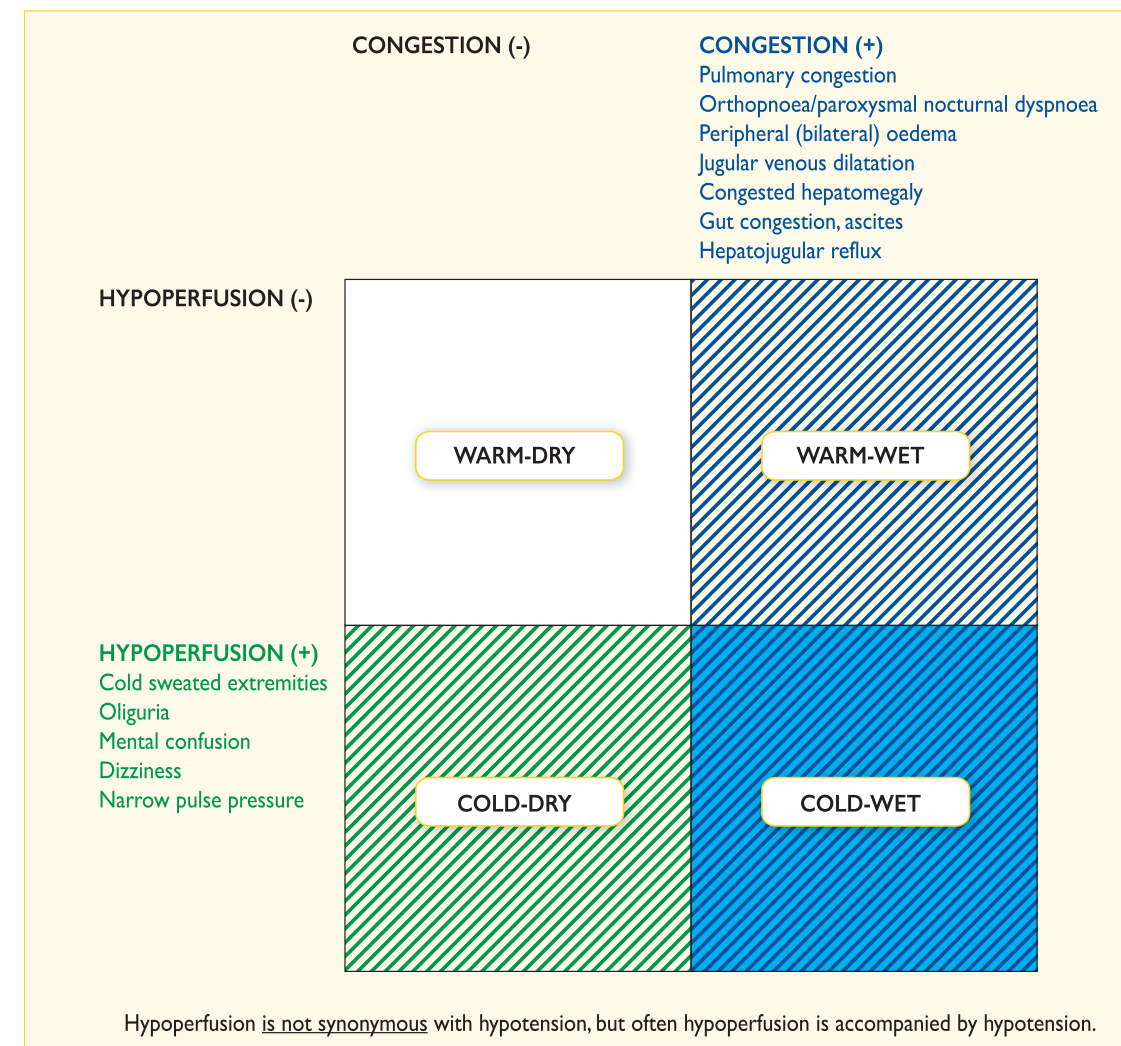 CONGESTION (-)
CONGESTION (+)
Pulmonary congestion
Orthopnoea/paroxysmal nocturnal dyspnoea
Peripheral (bilateral) oedema
Jugular venous dilatation
Congested hepatomegaly
Gut congestion, ascites
Hepatojugular reflux
HYPOPERFUSION (-)
WARM-DRY
WARM-WET
HYPOPERFUSION (+)
Cold sweated extremities
Oliguria
Mental confusion
Dizziness
Narrow pulse pressure
COLD-DRY
COLD-WET
Hypoperfusion is not synonymous with hypotension, but often hypoperfusion is accompanied by hypotension.